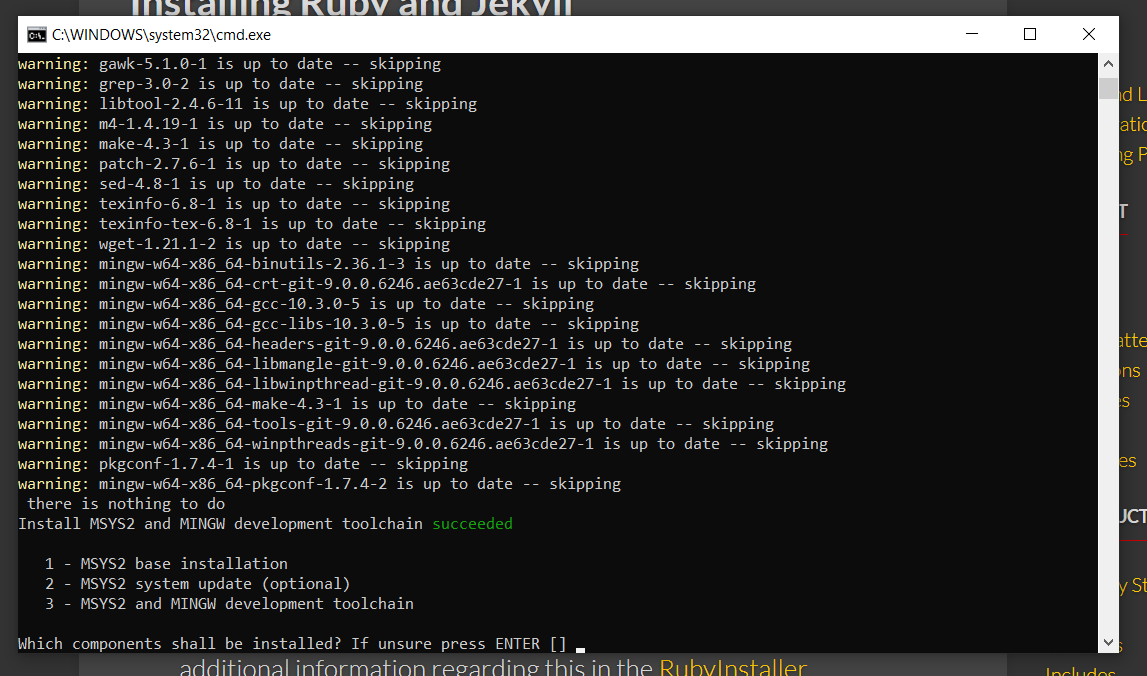 Installing Ruby and Jekyll
C:\WINDOWS\system32\cmd.exe
warning: gawk-5.1.0-1 is up to date -- skipping
warning: grep-3.0-2 is up to date -- skipping
warning: libtool-2.4.6-11 is up to date -- skipping
warning: m4-1.4.19-1 is up to date -- skipping
warning: make-4.3-1 is up to date -- skipping
warning: patch-2.7.6-1 is up to date -- skipping
warning: sed-4.8-1 is up to date -- skipping
warning: texinfo-6.8-1 is up to date -- skipping
warning: texinfo-tex-6.8-1 is up to date -- skipping
warning: wget-1.21.1-2 is up to date -- skipping
warning: mingw-w64-x86_64-binutils-2.36.1-3 is up to date -- skipping
warning: mingw-w64-x86_64-crt-git-9.0.0.6246.ae63cde27-1 is up to date -- skipping
warning: mingw-w64-x86_64-gcc-10.3.0-5 is up to date -- skipping
warning: mingw-w64-x86_64-gcc-libs-10.3.0-5 is up to date -- skipping
warning: mingw-w64-x86_64-headers-git-9.0.0.6246.ae63cde27-1 is up to date -- skipping
warning: mingw-w64-x86_64-libmangle-git-9.0.0.6246.ae63cde27-1 is up to date -- skipping
warning: mingw-w64-x86_64-libwinpthread-git-9.0.0.6246.ae63cde27-1 is up to date -- skipping
warning: mingw-w64-x86_64-make-4.3-1 is up to date -- skipping
warning: mingw-w64-x86_64-tools-git-9.0.0.6246.ae63cde27-1 is up to date -- skipping
warning: mingw-w64-x86_64-winpthreads-git-9.0.0.6246.ae63cde27-1 is up to date -- skipping
warning: pkgconf-1.7.4-1 is up to date -- skipping
warning: mingw-w64-x86_64-pkgconf-1.7.4-2 is up to date -- skipping
there is nothing to do
Install MSYS2 and MINGW development toolchain succeeded
1 - MSYS2 base installation
2 - MSYS2 system update (optional)
3 - MSYS2 and MINGW development toolchain
Which components shall be installed? If unsure press ENTER []
additional information regarding this in the RubyInstaller
Includes